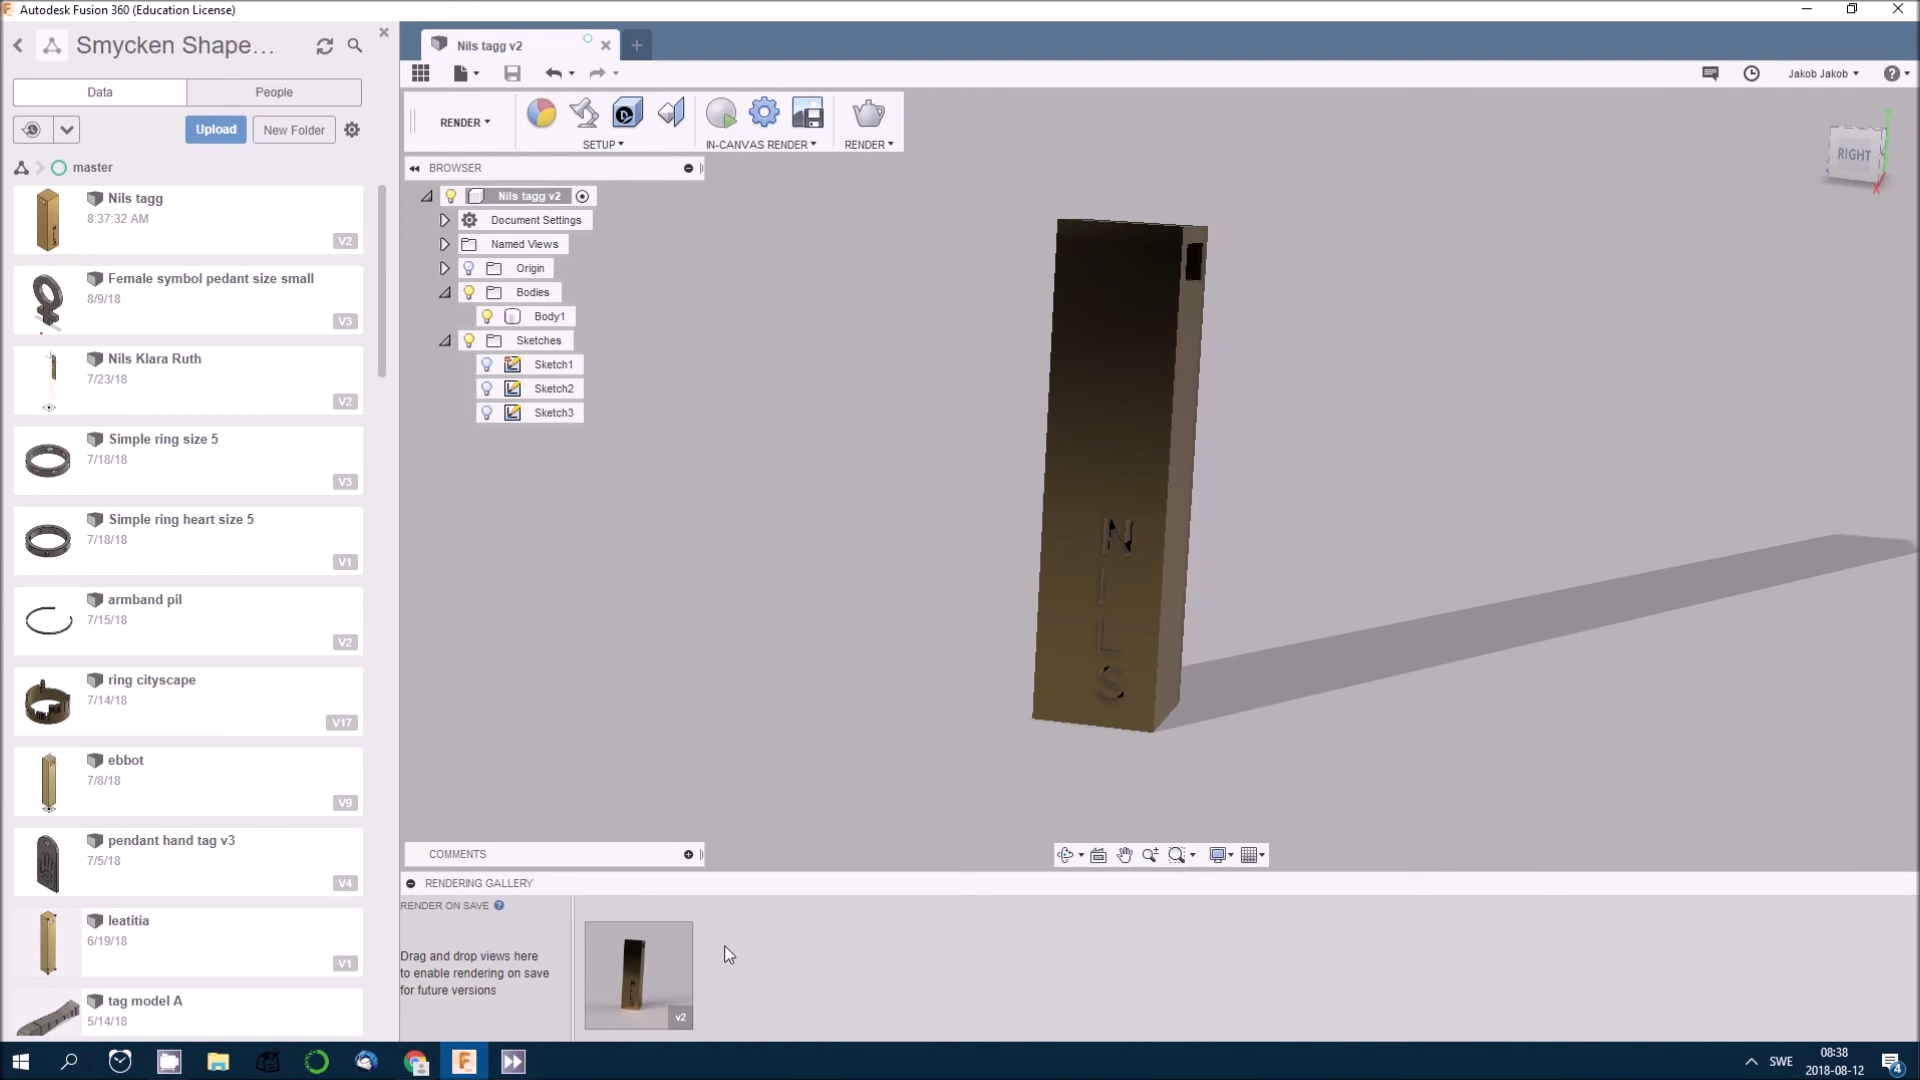 Autodesk Fusion 360 (Education License)
Smycken Shape...
Data
People
Upload
New Folder
master
Nils tagg
8:37:32 AM
V2
Female symbol pedant size small
8/9/18
V3
Nils Klara Ruth
7/23/18
V2
Simple ring size 5
7/18/18
V3
Simple ring heart size 5
7/18/18
V1
armband pil
7/15/18
V2
ring cityscape
7/14/18
V17
ebbot
7/8/18
V9
pendant hand tag v3
7/5/18
V4
leatitia
6/19/18
V1
tag model A
5/14/18
Nils tagg v2
Jakob Jakob
RENDER
SETUP
IN-CANVAS RENDER
RENDER
BROWSER
Nils tagg v2
Document Settings
Named Views
Origin
Bodies
Body1
Sketches
Sketch1
Sketch2
Sketch3
RIGHT
X
N
I
L
S
COMMENTS
RENDERING GALLERY
RENDER ON SAVE
Drag and drop views here
to enable rendering on save
for future versions
v2
SWE
08:38
2018-08-12
4